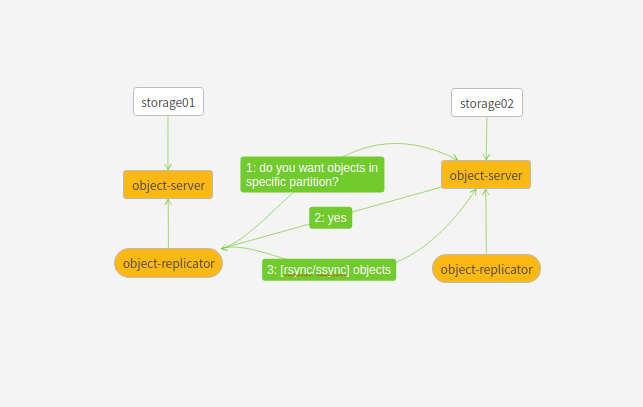 storage01
storage02
1: do you want objects in
specific partition?
object-server
object-server
2: yes
object-replicator
3: [rsync/ssync] objects
object-replicator